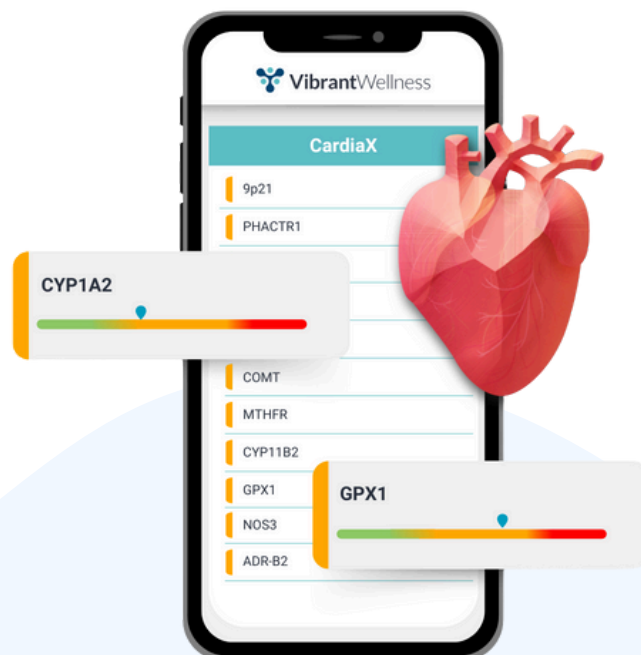 VibrantWellness
CardiaX
9p21
PHACTR1
CYP1A2
COMT
MTHFR
CYP11B2
GPX1
GPX1
NOS3
ADR-B2